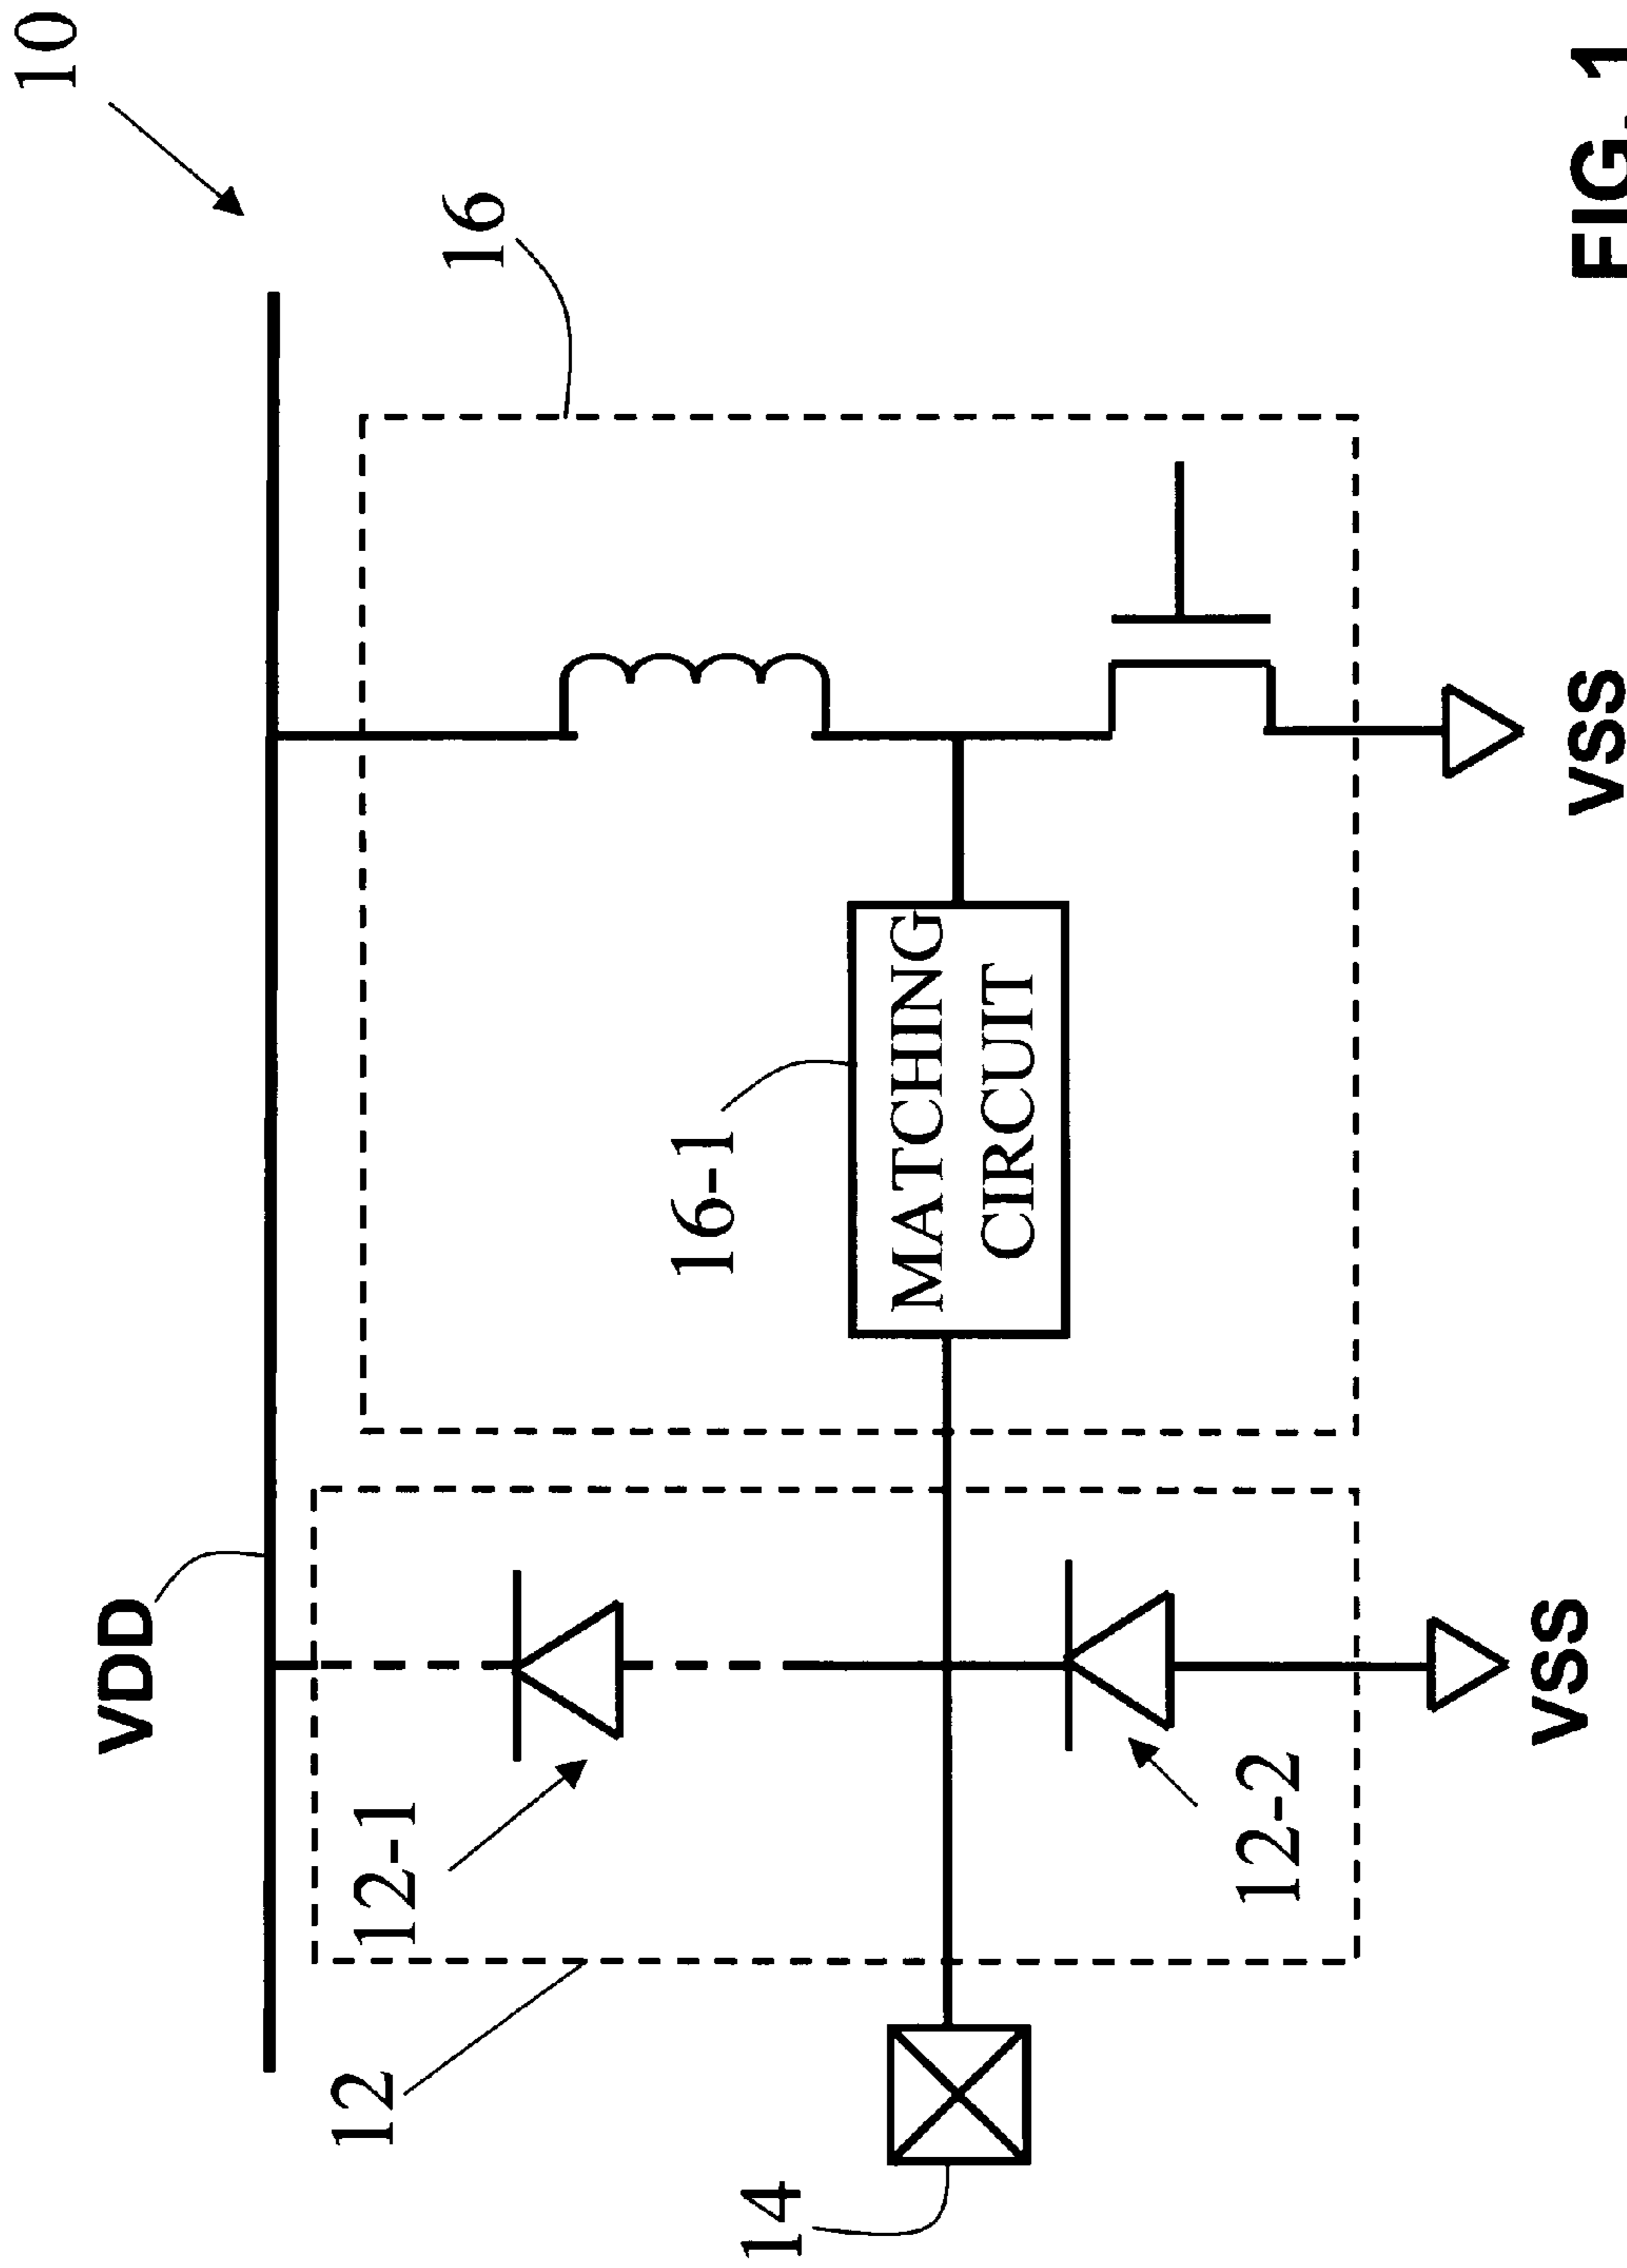 10
VDD
16
12
12-1
16-1
MATCHING
CIRCUIT
14
12-2
VSS
VSS
FIG. 1